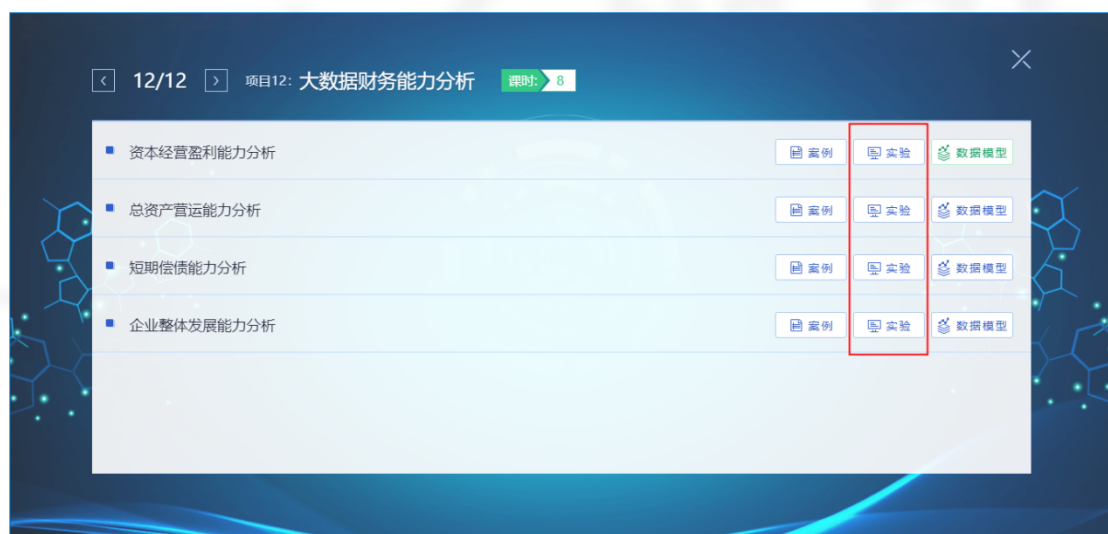 12/12 项目12: 大数据财务能力分析 课时: 8
资本经营盈利能力分析 案例 实验 数据模型
总资产营运能力分析 案例 实验 数据模型
短期偿债能力分析 案例 实验 数据模型
企业整体发展能力分析 案例 实验 数据模型